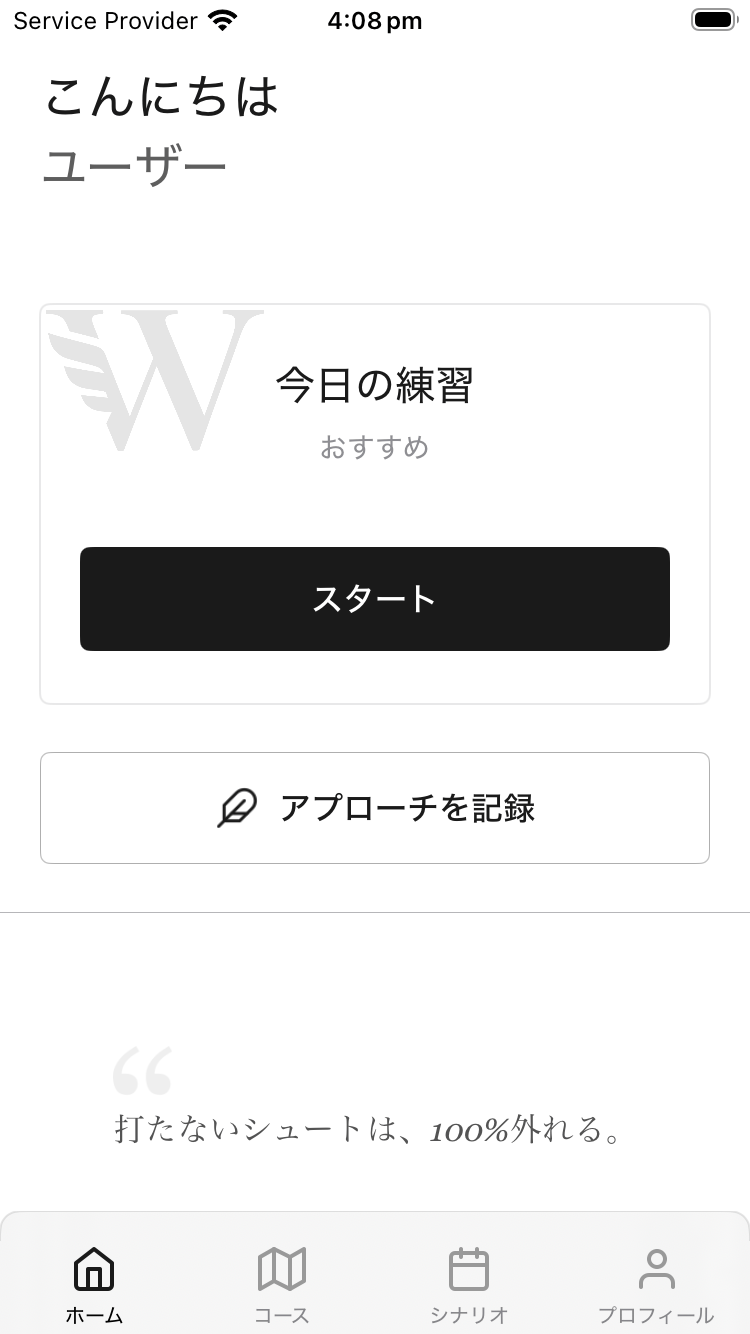 Service Provider 4:08 pm
こんにちは
ユーザー
W
今日の練習
おすすめ
スタート
アプローチを記録
“
打たないシュートは、100%外れる。
ホーム コース シナリオ プロフィール